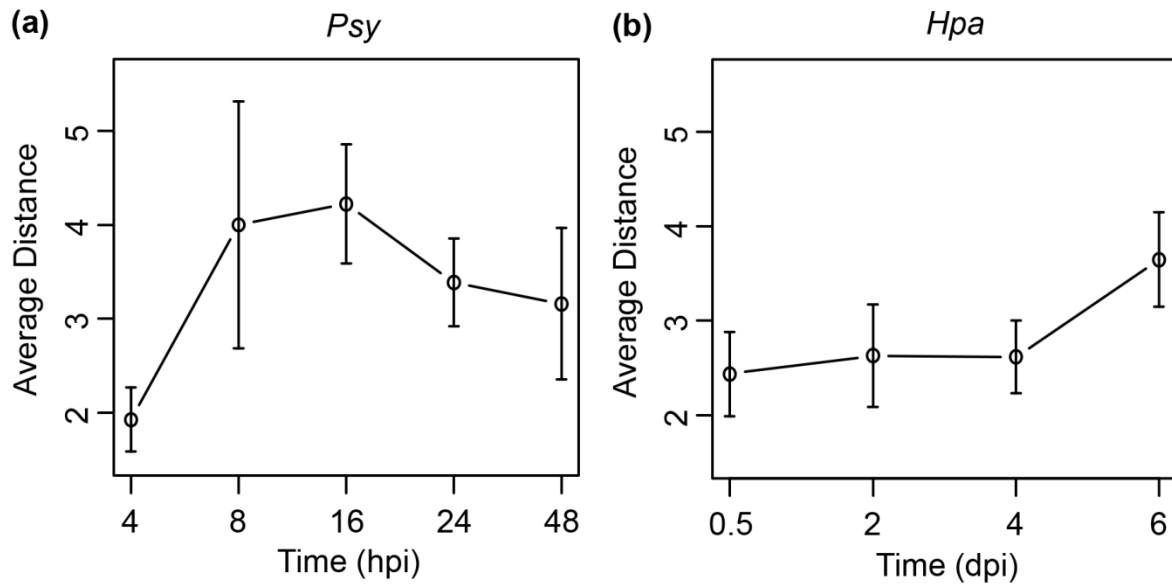 (a)
Psy
Average Distance
5
4
3
2
4 8 16 24 48
Time (hpi)
(b)
Hpa
Average Distance
5
4
3
2
0.5 2 4 6
Time (dpi)